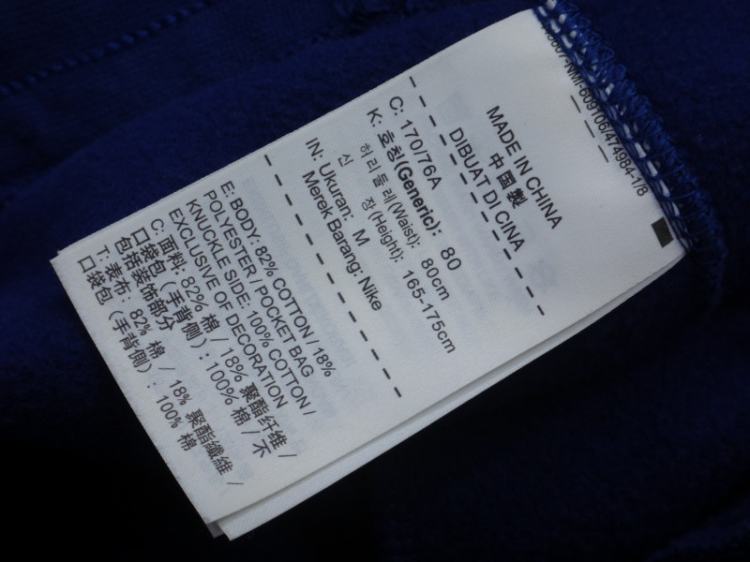 MADE IN CHINA
中国製
DIBUAT DI CINA
C: 170/76A
K: 호칭(Generic): 80
허리둘레(Waist): 80cm
신 장(Height): 165-175cm
IN: Ukuran: M
Merek Barang: Nike
E: BODY: 82% COTTON / 18%
POLYESTER / POCKET BAG
KNUCKLE SIDE: 100% COTTON /
EXCLUSIVE OF DECORATION
C: 面料: 82% 棉 / 18% 聚酯纤维 /
口袋包（手背侧）: 100% 棉 / 不
包括装饰部分
T: 表布: 82% 棉 / 18% 聚酯纖維 /
口袋包（手背側）: 100% 棉